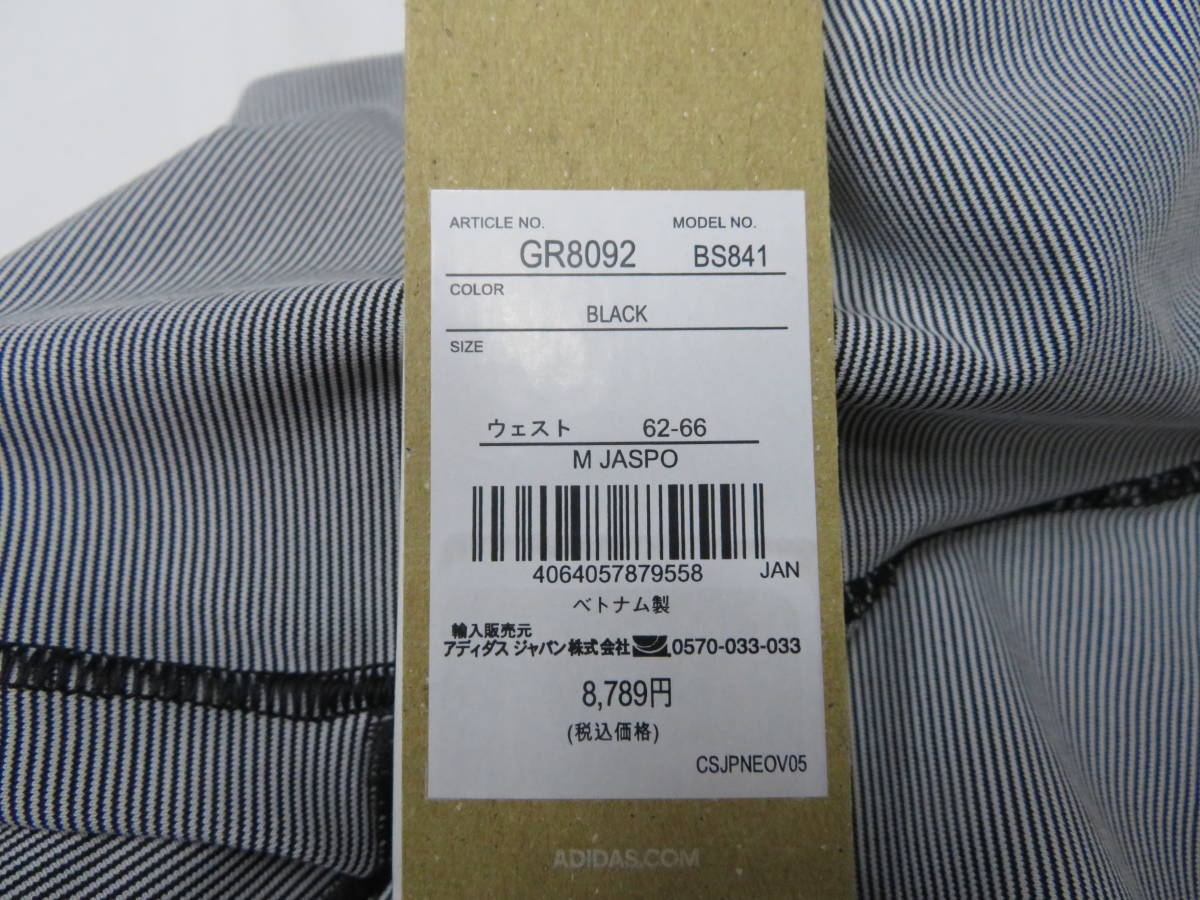 ARTICLE NO. MODEL NO.
GR8092 BS841
COLOR
BLACK
SIZE
ウェスト 62-66
M JASPO
4064057879558 JAN
ベトナム製
輸入販売元
アディダス ジャパン株式会社 0570-033-033
8,789円
(税込価格)
CSJPNEOV05
ADIDAS.COM